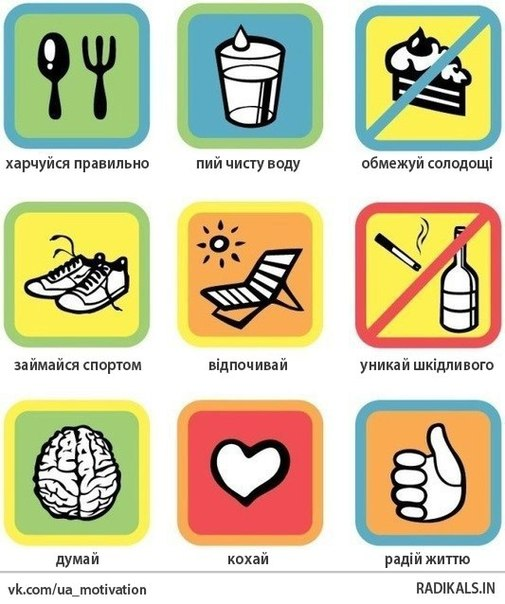 харчуйся правильно
пий чисту воду
обмежуй солодощі
займайся спортом
відпочивай
уникай шкідливого
думай
кохай
радій життю
vk.com/ua_motivation
RADIKALS.IN